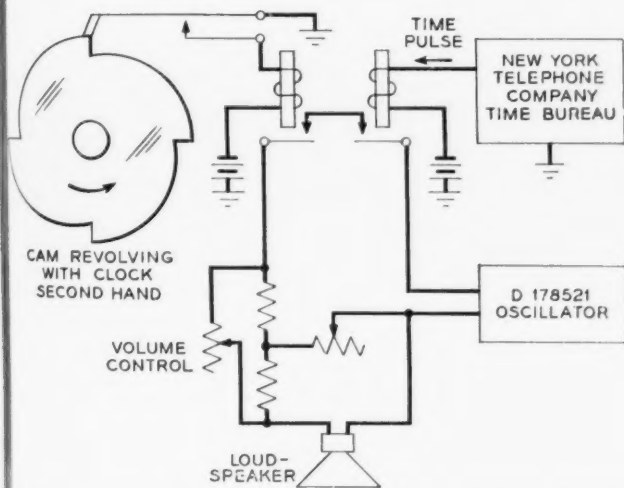 TIME
PULSE
NEW YORK
TELEPHONE
COMPANY
TIME BUREAU
CAM REVOLVING
WITH CLOCK
SECOND HAND
D 178521
OSCILLATOR
VOLUME
CONTROL
LOUD-
SPEAKER